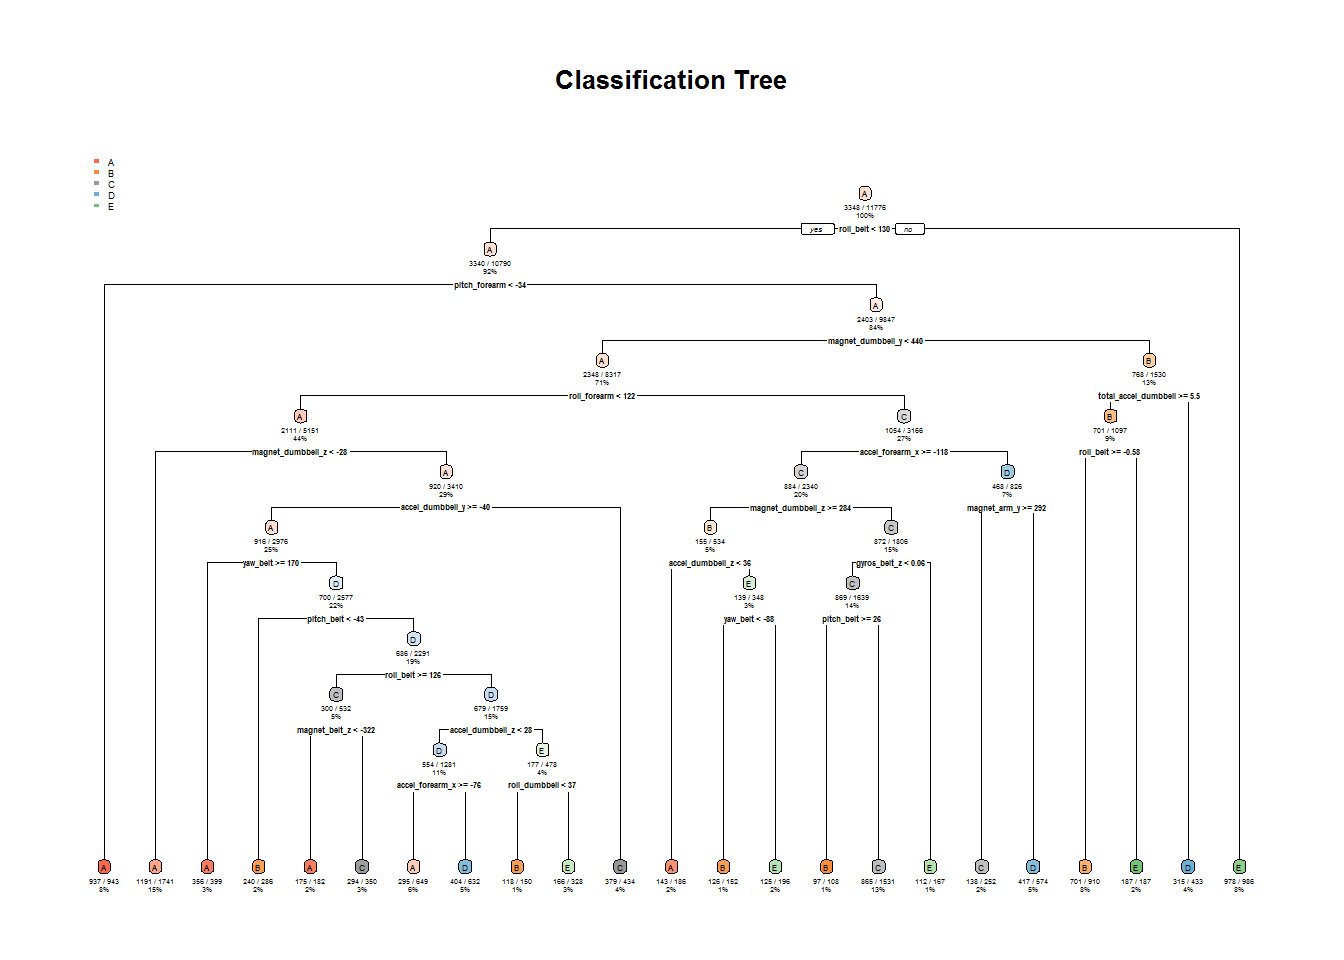 Classification Tree
A
B
C
D
E
A
3348 / 11776
100%
yes
roll_belt < 130
no
A
3340 / 10790
92%
pitch_forearm < -34
A
2403 / 9847
84%
magnet_dumbbell_y < 440
A
2348 / 8317
71%
B
768 / 1530
13%
roll_forearm < 122
total_accel_dumbbell >= 5.5
A
2111 / 5151
44%
C
1054 / 3166
27%
B
701 / 1097
9%
magnet_dumbbell_z < -28
accel_forearm_x >= -118
roll_belt >= -0.58
A
920 / 3410
29%
C
884 / 2340
20%
D
468 / 826
7%
accel_dumbbell_y >= -40
magnet_dumbbell_z >= 284
magnet_arm_y >= 292
A
916 / 2976
25%
B
155 / 534
5%
C
872 / 1806
15%
yaw_belt >= 170
accel_dumbbell_z < 36
gyros_belt_z < 0.06
D
700 / 2577
22%
E
139 / 348
3%
C
869 / 1639
14%
pitch_belt < -43
yaw_belt < -88
pitch_belt >= 26
D
686 / 2291
19%
roll_belt >= 126
C
300 / 532
5%
D
679 / 1759
15%
magnet_belt_z < -322
accel_dumbbell_z < 28
D
554 / 1281
11%
E
177 / 478
4%
accel_forearm_x >= -76
roll_dumbbell < 37
A
937 / 943
8%
A
1191 / 1741
15%
A
356 / 399
3%
B
240 / 286
2%
A
175 / 182
2%
C
294 / 350
3%
A
295 / 649
6%
D
404 / 632
5%
B
118 / 150
1%
E
166 / 328
3%
C
379 / 434
4%
A
143 / 186
2%
B
126 / 152
1%
E
125 / 196
2%
B
97 / 108
1%
C
865 / 1531
13%
E
112 / 167
1%
C
138 / 252
2%
D
417 / 574
5%
B
701 / 910
8%
E
187 / 187
2%
D
315 / 433
4%
E
978 / 986
8%